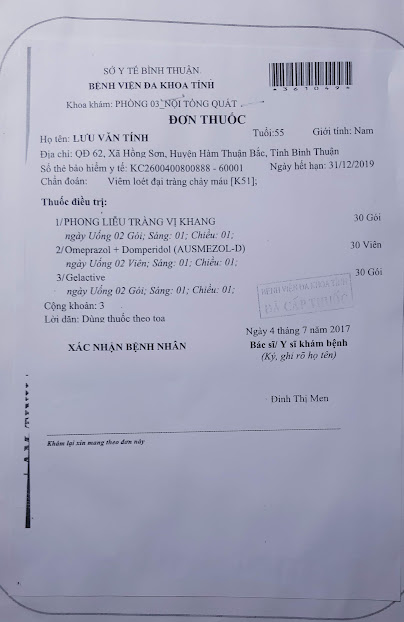 SỞ Y TẾ BÌNH THUẬN
BỆNH VIỆN ĐA KHOA TỈNH
*361049*
Khoa khám: PHÒNG 03_NỘI TỔNG QUÁT
ĐƠN THUỐC
Họ tên: LƯU VĂN TÍNH Tuổi:55 Giới tính: Nam
Địa chỉ: QĐ 62, Xã Hồng Sơn, Huyện Hàm Thuận Bắc, Tỉnh Bình Thuận
Số thẻ bảo hiểm y tế: KC2600400800888 - 60001 Ngày hết hạn: 31/12/2019
Chẩn đoán: Viêm loét đại tràng chảy máu [K51];
Thuốc điều trị:
1/PHONG LIỄU TRÀNG VỊ KHANG 30 Gói
ngày Uống 02 Gói; Sáng: 01; Chiều: 01;
2/Omeprazol + Domperidol (AUSMEZOL-D) 30 Viên
ngày Uống 02 Viên; Sáng: 01; Chiều: 01;
3/Gelactive 30 Gói
ngày Uống 02 Gói; Sáng: 01; Chiều: 01;
BỆNH VIỆN ĐA KHOA TỈNH
ĐÃ CẤP THUỐC
Cộng khoản: 3
Lời dặn: Dùng thuốc theo toa
Ngày 4 tháng 7 năm 2017
XÁC NHẬN BỆNH NHÂN Bác sĩ/ Y sĩ khám bệnh
(Ký, ghi rõ họ tên)
Đinh Thị Men
Khám lại xin mang theo đơn này